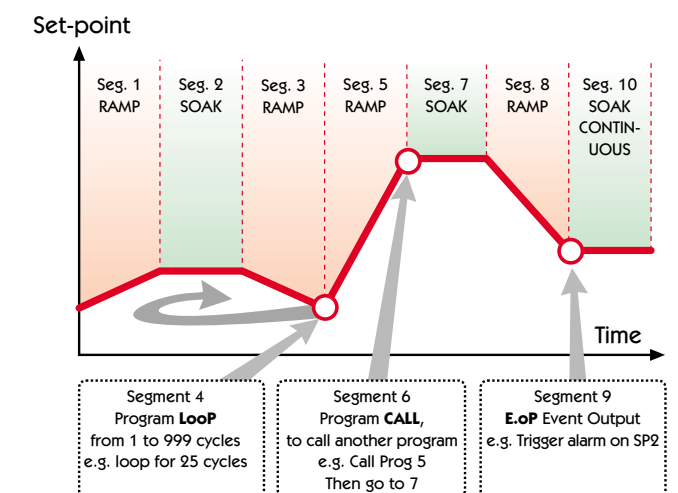 Set-point
Seg. 1
RAMP
Seg. 2
SOAK
Seg. 3
RAMP
Seg. 5
RAMP
Seg. 7
SOAK
Seg. 8
RAMP
Seg. 10
SOAK
CONTIN-
UOUS
Time
Segment 4
Program LooP
from 1 to 999 cycles
e.g. loop for 25 cycles
Segment 6
Program CALL,
to call another program
e.g. Call Prog 5
Then go to 7
Segment 9
E.oP Event Output
e.g. Trigger alarm on SP2